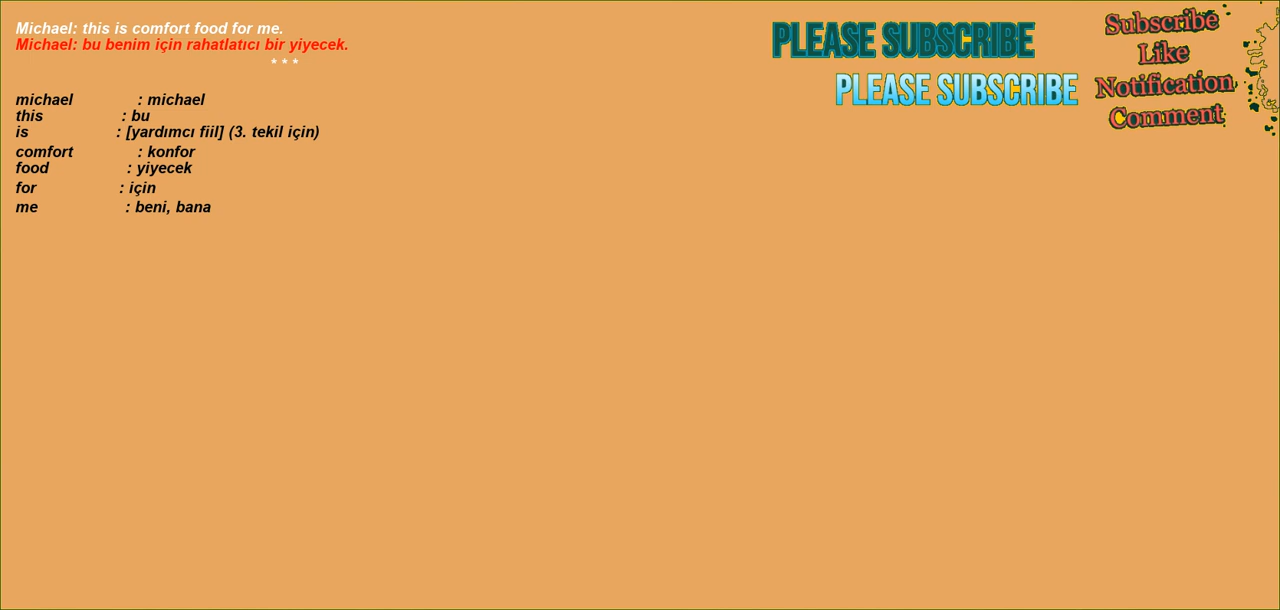 Michael: this is comfort food for me.
Michael: bu benim için rahatlatıcı bir yiyecek.
* * *
michael : michael
this : bu
is : [yardımcı fiil] (3. tekil için)
comfort : konfor
food : yiyecek
for : için
me : beni, bana
PLEASE SUBSCRIBE
PLEASE SUBSCRIBE
Subscribe
Like
Notification
Comment